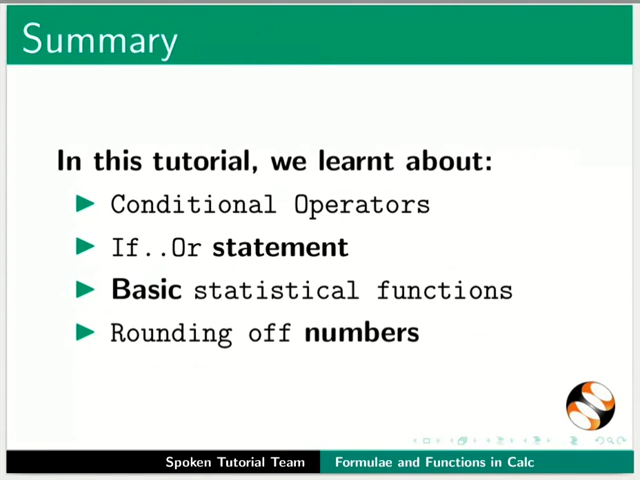 Summary
In this tutorial, we learnt about:
Conditional Operators
If..Or statement
Basic statistical functions
Rounding off numbers
Spoken Tutorial Team
Formulae and Functions in Calc